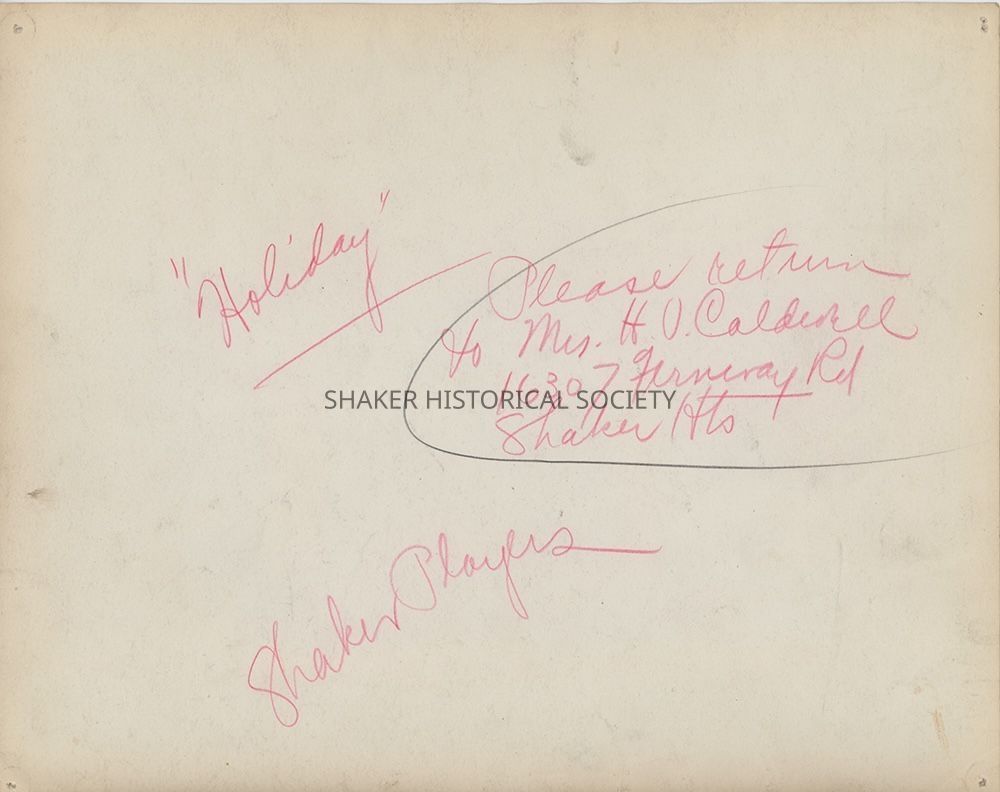 "Holiday"
Please return
to Mrs. H. V. Caldwell
16307 Fernway Rd
Shaker Hts
SHAKER HISTORICAL SOCIETY
Shaker Players